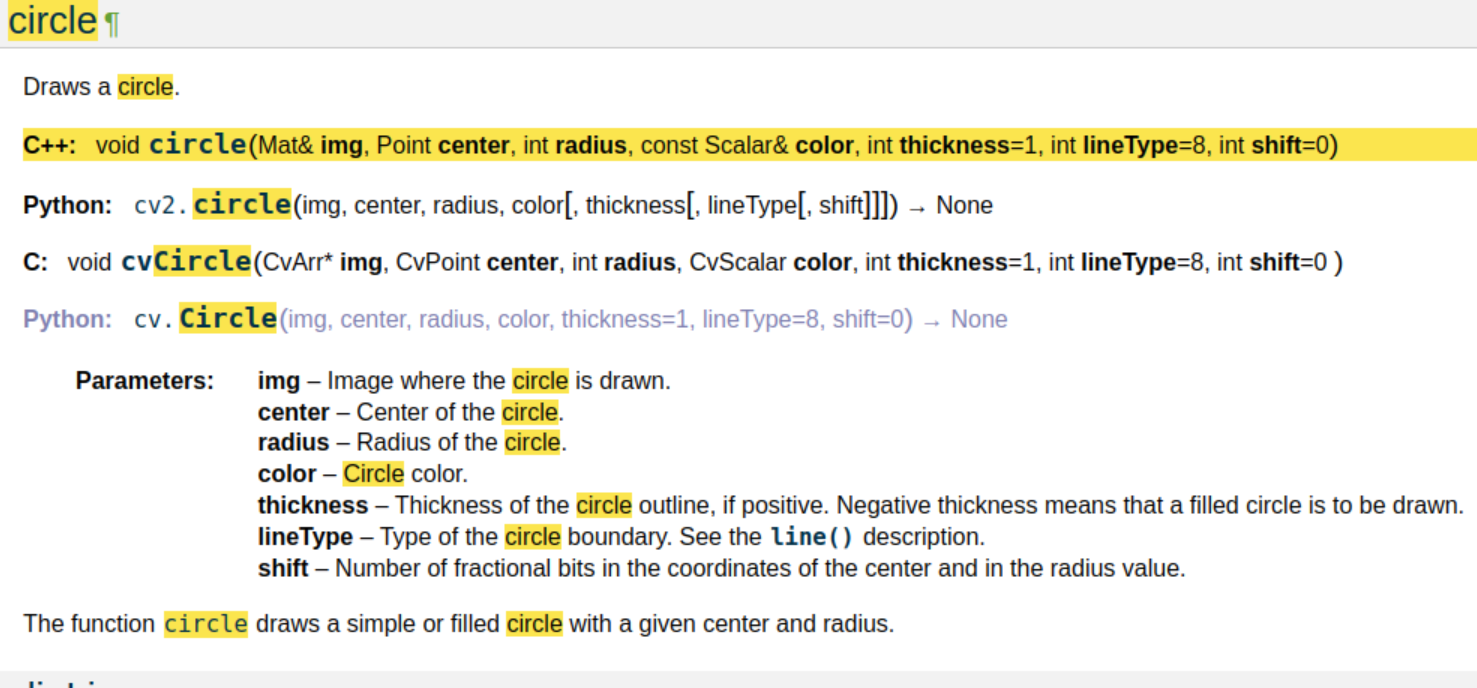 circle ¶
Draws a circle.
C++: void circle(Mat& img, Point center, int radius, const Scalar& color, int thickness=1, int lineType=8, int shift=0)
Python: cv2.circle(img, center, radius, color[, thickness[, lineType[, shift]]]) → None
C: void cvCircle(CvArr* img, CvPoint center, int radius, CvScalar color, int thickness=1, int lineType=8, int shift=0 )
Python: cv.Circle(img, center, radius, color, thickness=1, lineType=8, shift=0) → None
Parameters: img – Image where the circle is drawn.
center – Center of the circle.
radius – Radius of the circle.
color – Circle color.
thickness – Thickness of the circle outline, if positive. Negative thickness means that a filled circle is to be drawn.
lineType – Type of the circle boundary. See the line() description.
shift – Number of fractional bits in the coordinates of the center and in the radius value.
The function circle draws a simple or filled circle with a given center and radius.